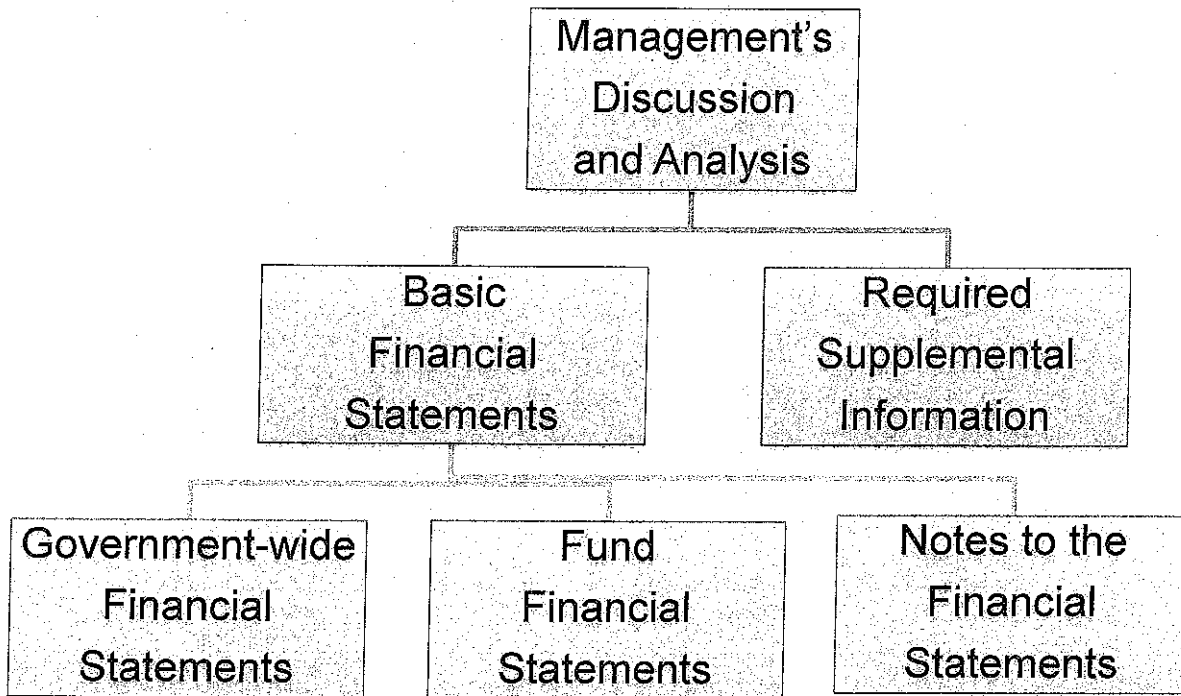 Management's
Discussion
and Analysis
Basic
Financial
Statements
Required
Supplemental
Information
Government-wide
Financial
Statements
Fund
Financial
Statements
Notes to the
Financial
Statements